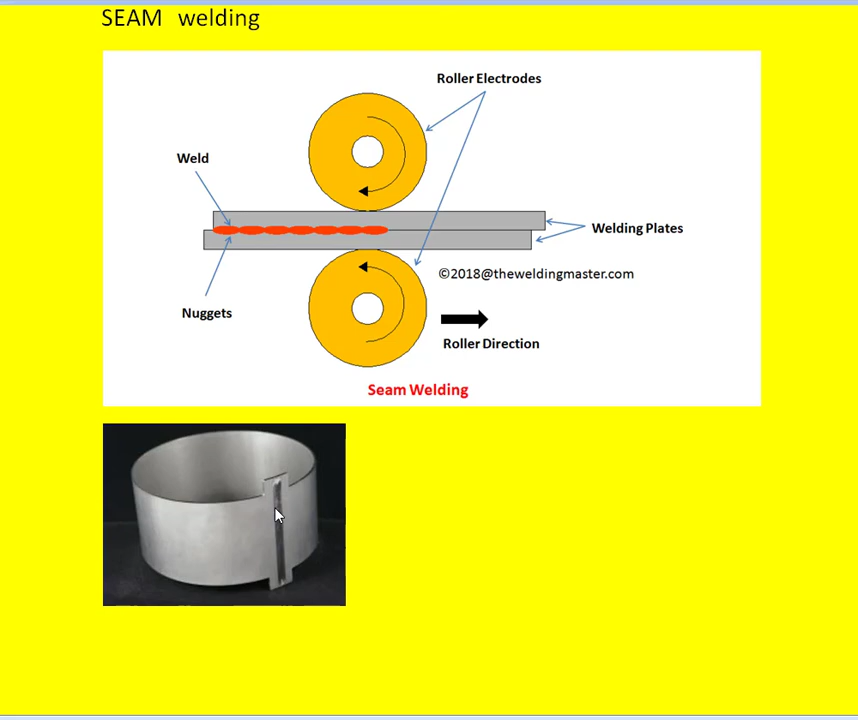 SEAM welding
Roller Electrodes
Weld
Welding Plates
©2018@theweldingmaster.com
Nuggets
Roller Direction
Seam Welding